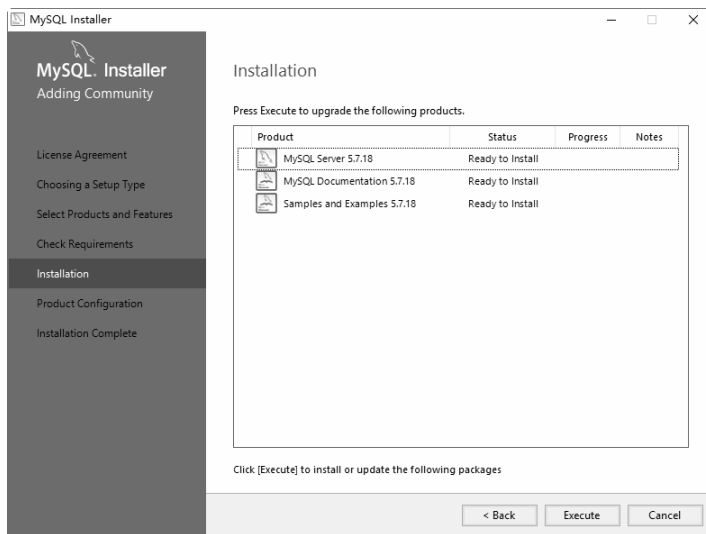 MySQL Installer
MySQL. Installer
Adding Community
License Agreement
Choosing a Setup Type
Select Products and Features
Check Requirements
Installation
Product Configuration
Installation Complete
Installation
Press Execute to upgrade the following products.
Product Status Progress Notes
MySQL Server 5.7.18 Ready to Install
MySQL Documentation 5.7.18 Ready to Install
Samples and Examples 5.7.18 Ready to Install
Click [Execute] to install or update the following packages
< Back Execute Cancel